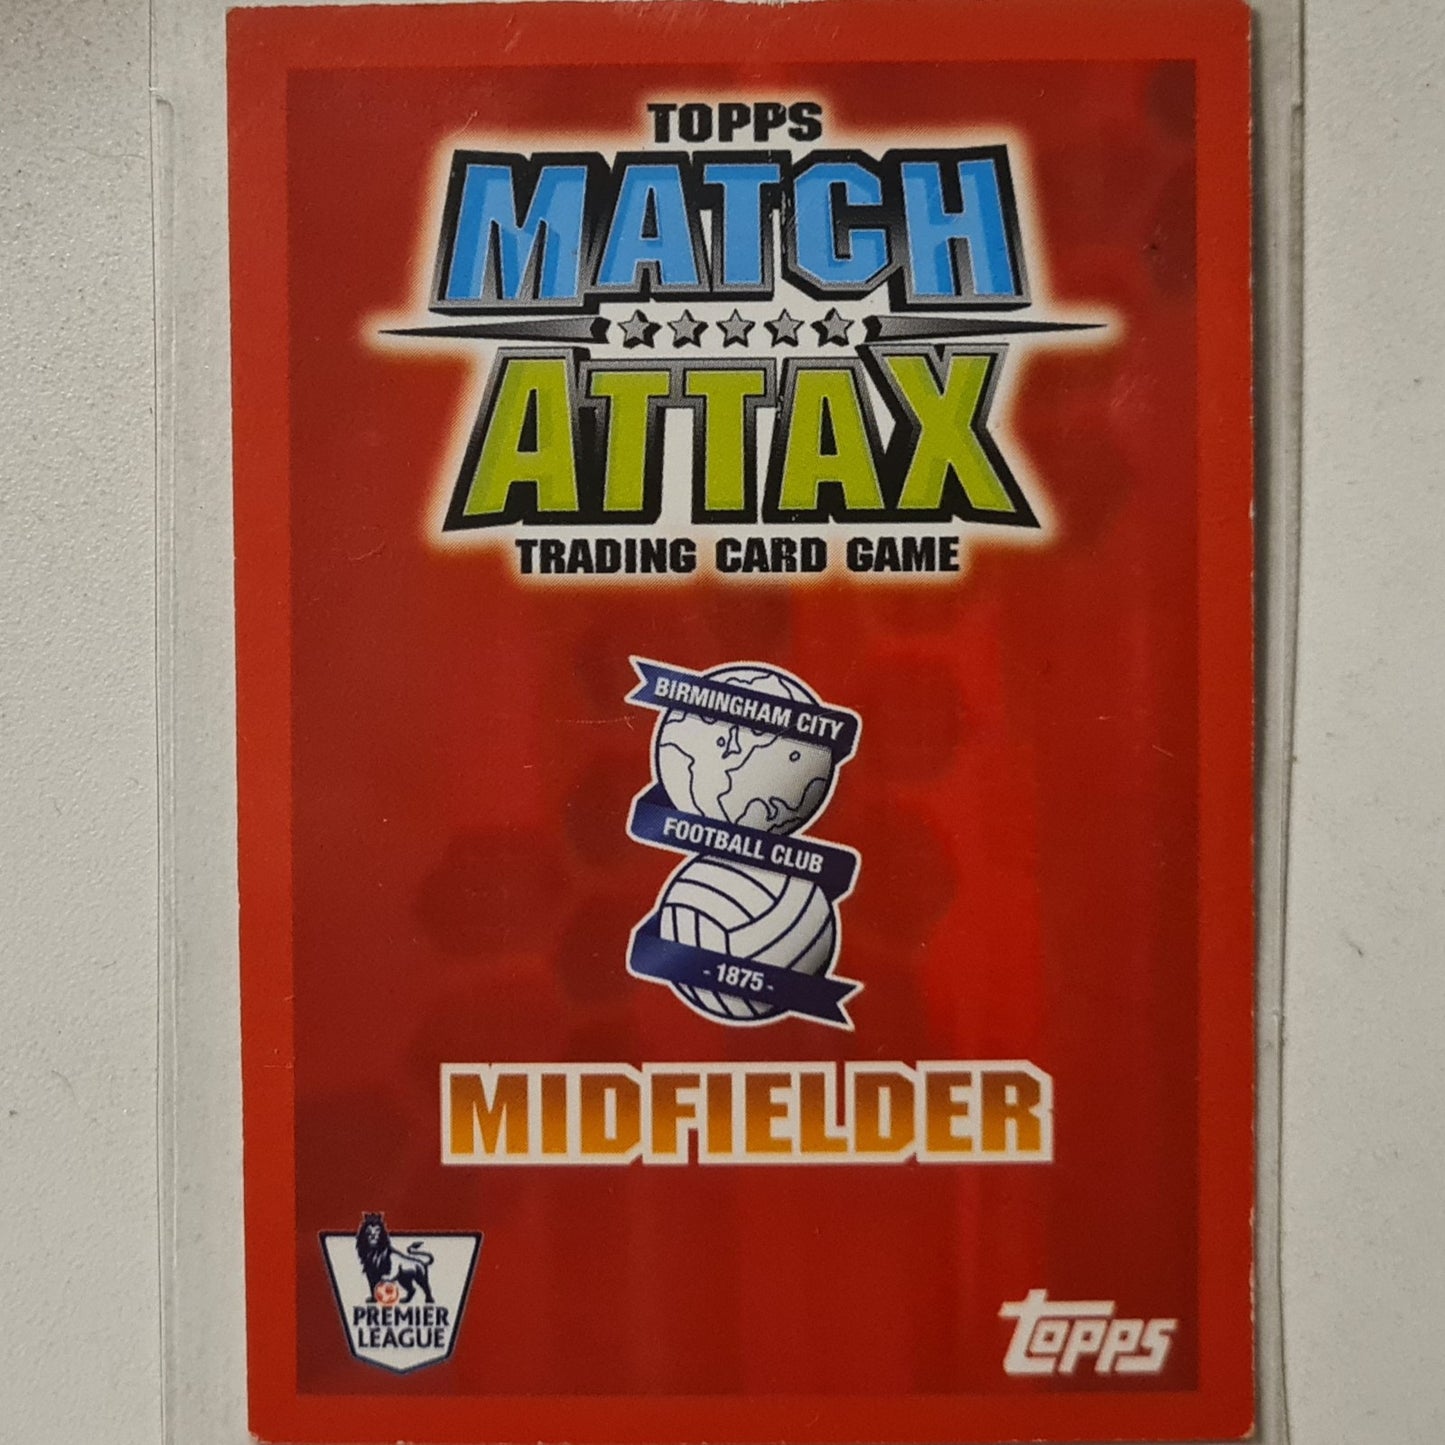 TOPPS
MATCH
ATTAX
TRADING CARD GAME
BIRMINGHAM CITY
FOOTBALL CLUB
- 1875 -
MIDFIELDER
PREMIER
LEAGUE
Topps